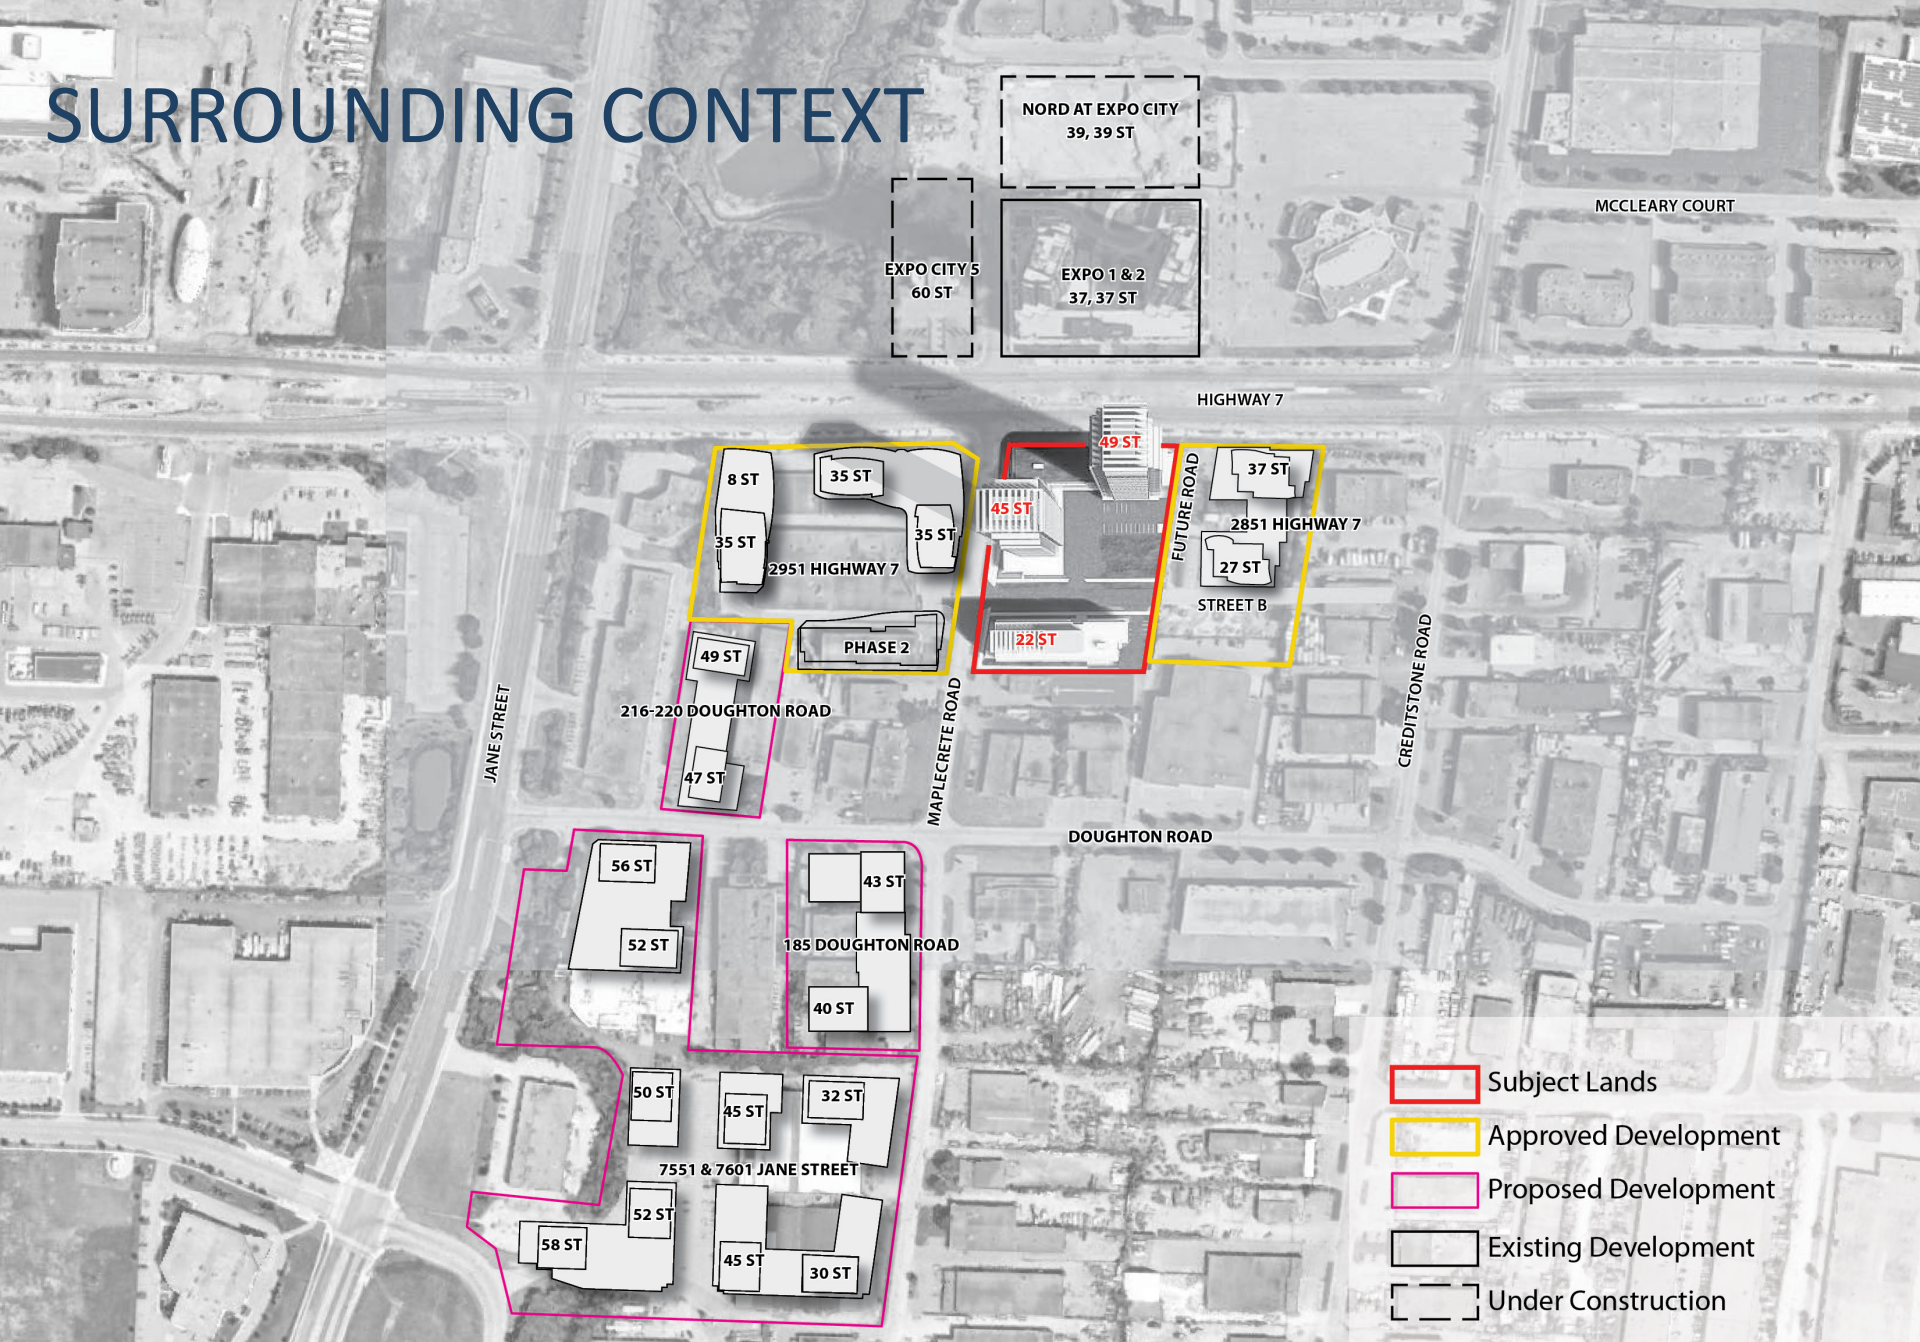 SURROUNDING CONTEXT
NORD AT EXPO CITY
39, 39 ST
MCCLEARY COURT
EXPO CITY 5
60 ST
EXPO 1 & 2
37, 37 ST
HIGHWAY 7
49 ST
8 ST
35 ST
37 ST
45 ST
FUTURE ROAD
2851 HIGHWAY 7
35 ST
35 ST
2951 HIGHWAY 7
27 ST
STREET B
22 ST
PHASE 2
49 ST
CREDITSTONE ROAD
216-220 DOUGHTON ROAD
JANE STREET
MAPLECRETE ROAD
47 ST
DOUGHTON ROAD
56 ST
43 ST
52 ST
185 DOUGHTON ROAD
40 ST
50 ST
45 ST
32 ST
7551 & 7601 JANE STREET
52 ST
58 ST
45 ST
30 ST
Subject Lands
Approved Development
Proposed Development
Existing Development
Under Construction